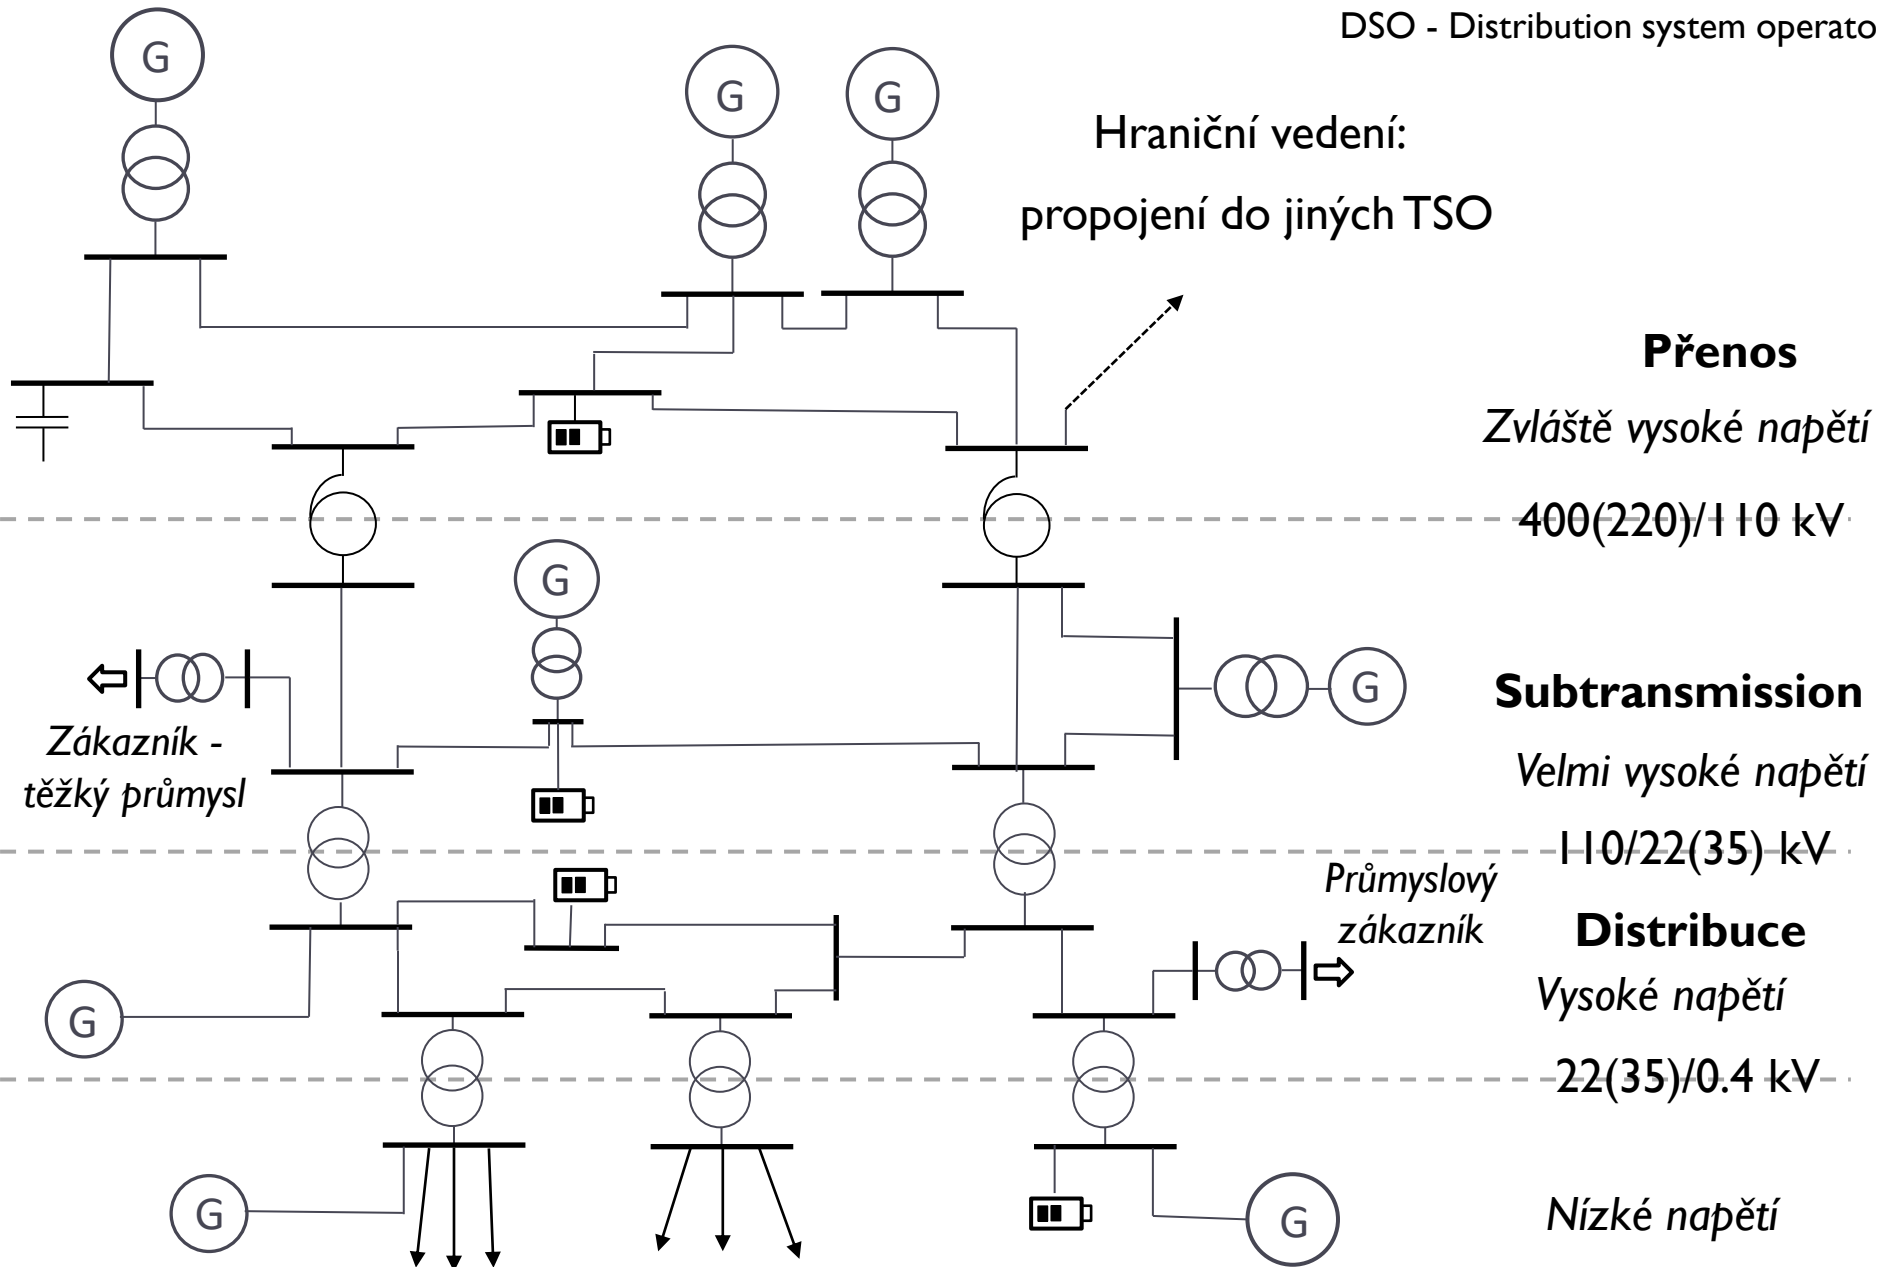 DSO - Distribution system operato
G
G
G
Hraniční vedení:
propojení do jiných TSO
Přenos
Zvláště vysoké napětí
400(220)/110 kV
G
G
Subtransmission
Zákazník -
těžký průmysl
Velmi vysoké napětí
110/22(35) kV
Průmyslový
zákazník
Distribuce
Vysoké napětí
G
22(35)/0.4 kV
G
G
Nízké napětí